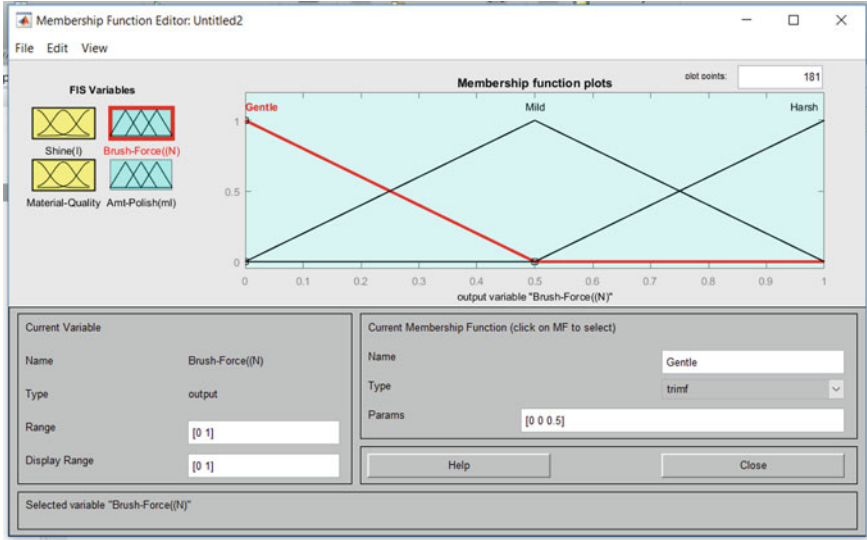 Membership Function Editor: Untitled2
File Edit View
FIS Variables
Shine(l) Brush-Force((N)
Material-Quality Amt-Polish(ml)
Membership function plots
plot points: 181
Gentle Mild Harsh
1
0.5
0
0 0.1 0.2 0.3 0.4 0.5 0.6 0.7 0.8 0.9 1
output variable "Brush-Force((N)"
Current Variable
Name Brush-Force((N)
Type output
Range [0 1]
Display Range [0 1]
Current Membership Function (click on MF to select)
Name Gentle
Type trimf
Params [0 0 0.5]
Help Close
Selected variable "Brush-Force((N)"